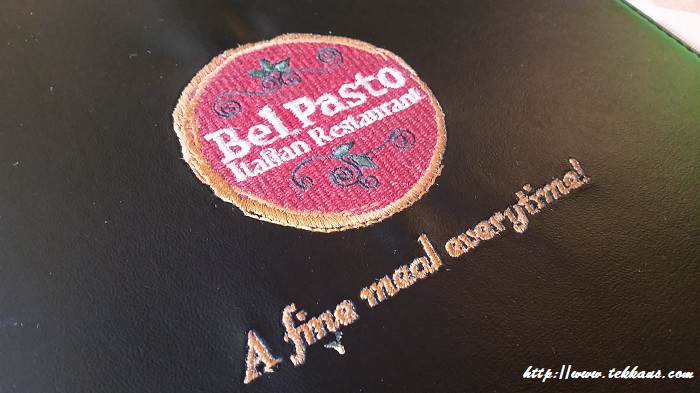 Bel Pasto
Italian Restaurant
A fine meal everytime!
http://www.tekkaus.com